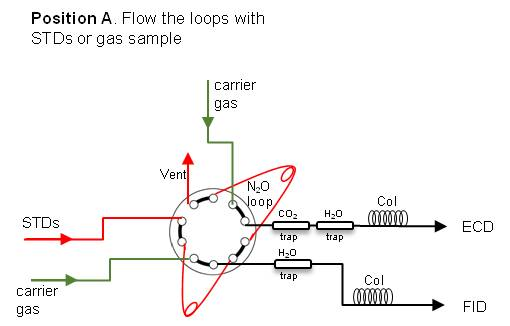 Position A. Flow the loops with
STDs or gas sample
carrier
gas
Vent
N₂O
loop
STDs
CO₂
trap
H₂O
trap
Col
ECD
H₂O
trap
carrier
gas
Col
FID